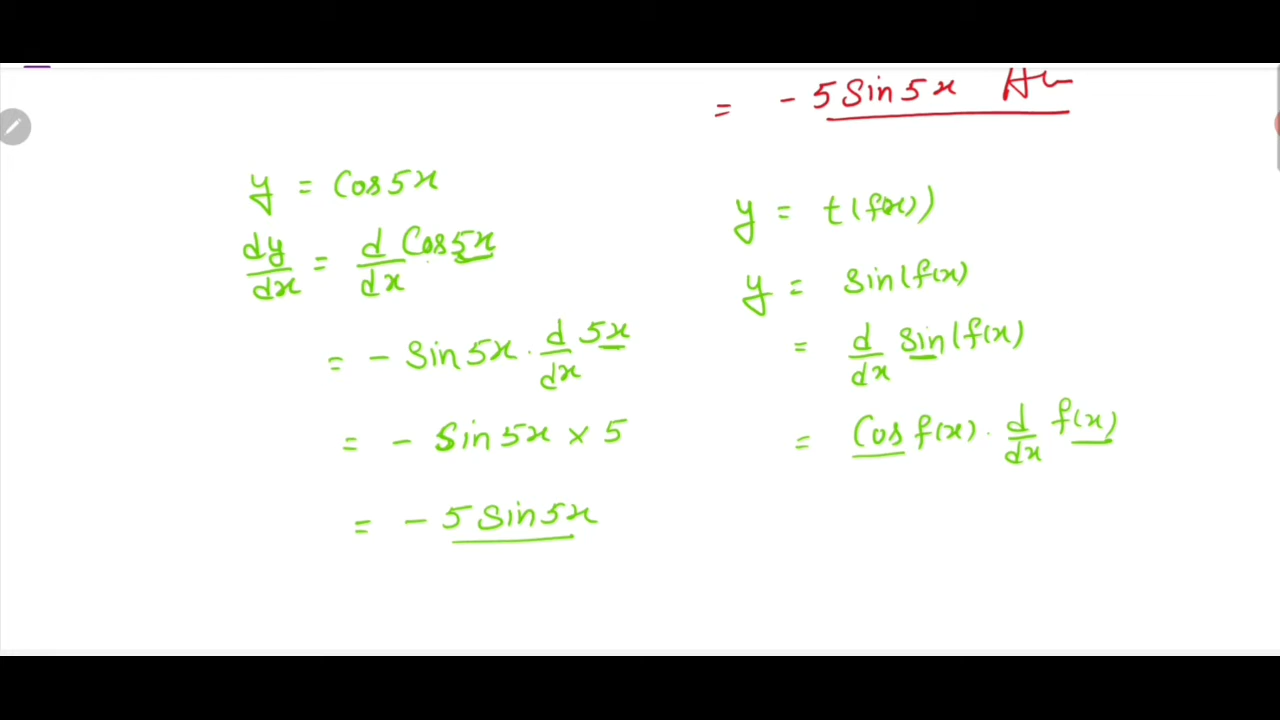 = - 5 Sin 5x
y = Cos 5x
dy/dx = d/dx Cos 5x
= - Sin 5x . d/dx 5x
= - Sin 5x × 5
= - 5 Sin 5x
y = t(f(x))
y = Sin(f(x)
= d/dx Sin(f(x)
= Cos f(x) . d/dx f(x)